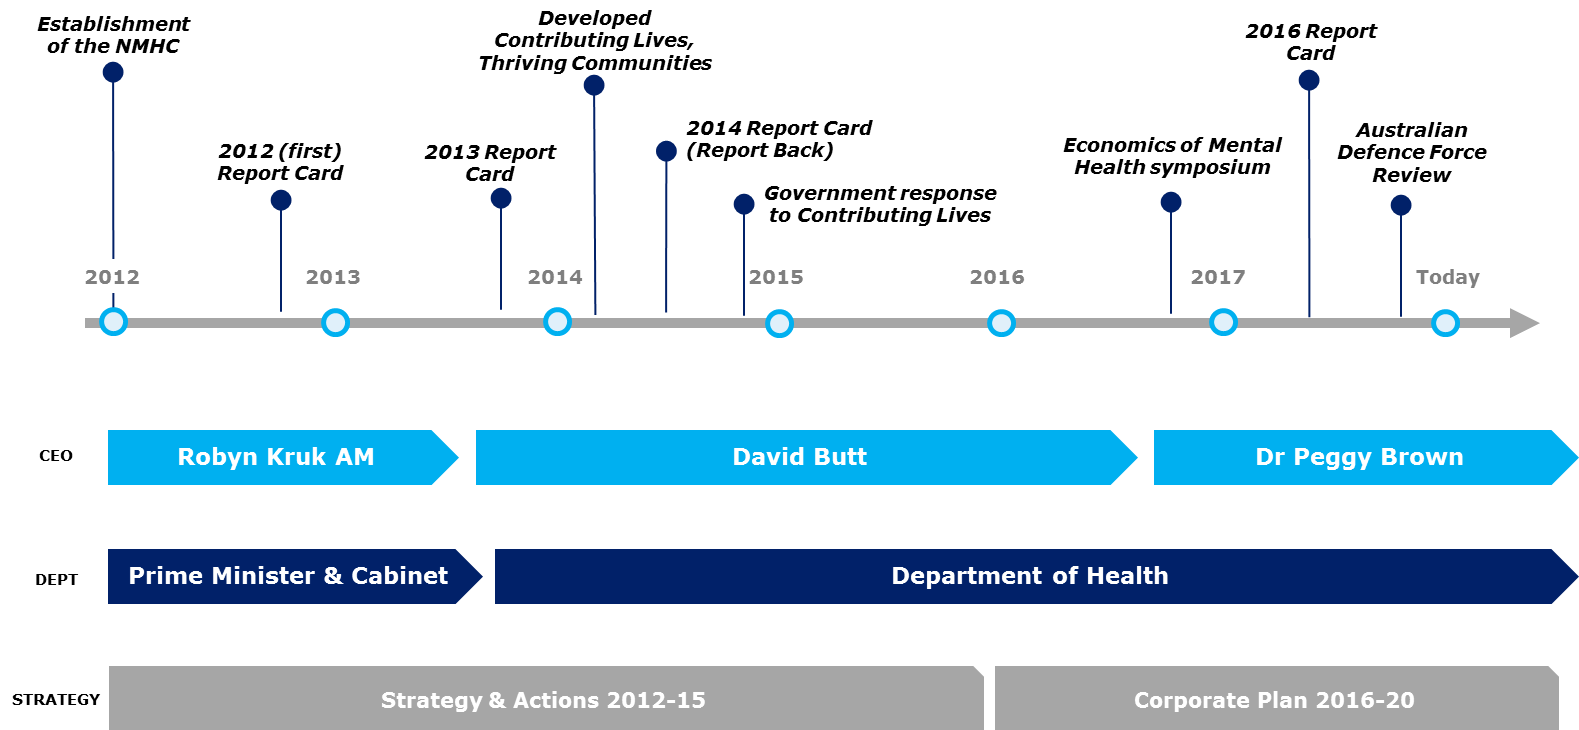 Establishment
of the NMHC
2012 (first)
Report Card
2013 Report
Card
Developed
Contributing Lives,
Thriving Communities
2014 Report Card
(Report Back)
Government response
to Contributing Lives
Economics of Mental
Health symposium
2016 Report
Card
Australian
Defence Force
Review
2012
2013
2014
2015
2016
2017
Today
CEO
Robyn Kruk AM
David Butt
Dr Peggy Brown
DEPT
Prime Minister & Cabinet
Department of Health
STRATEGY
Strategy & Actions 2012-15
Corporate Plan 2016-20